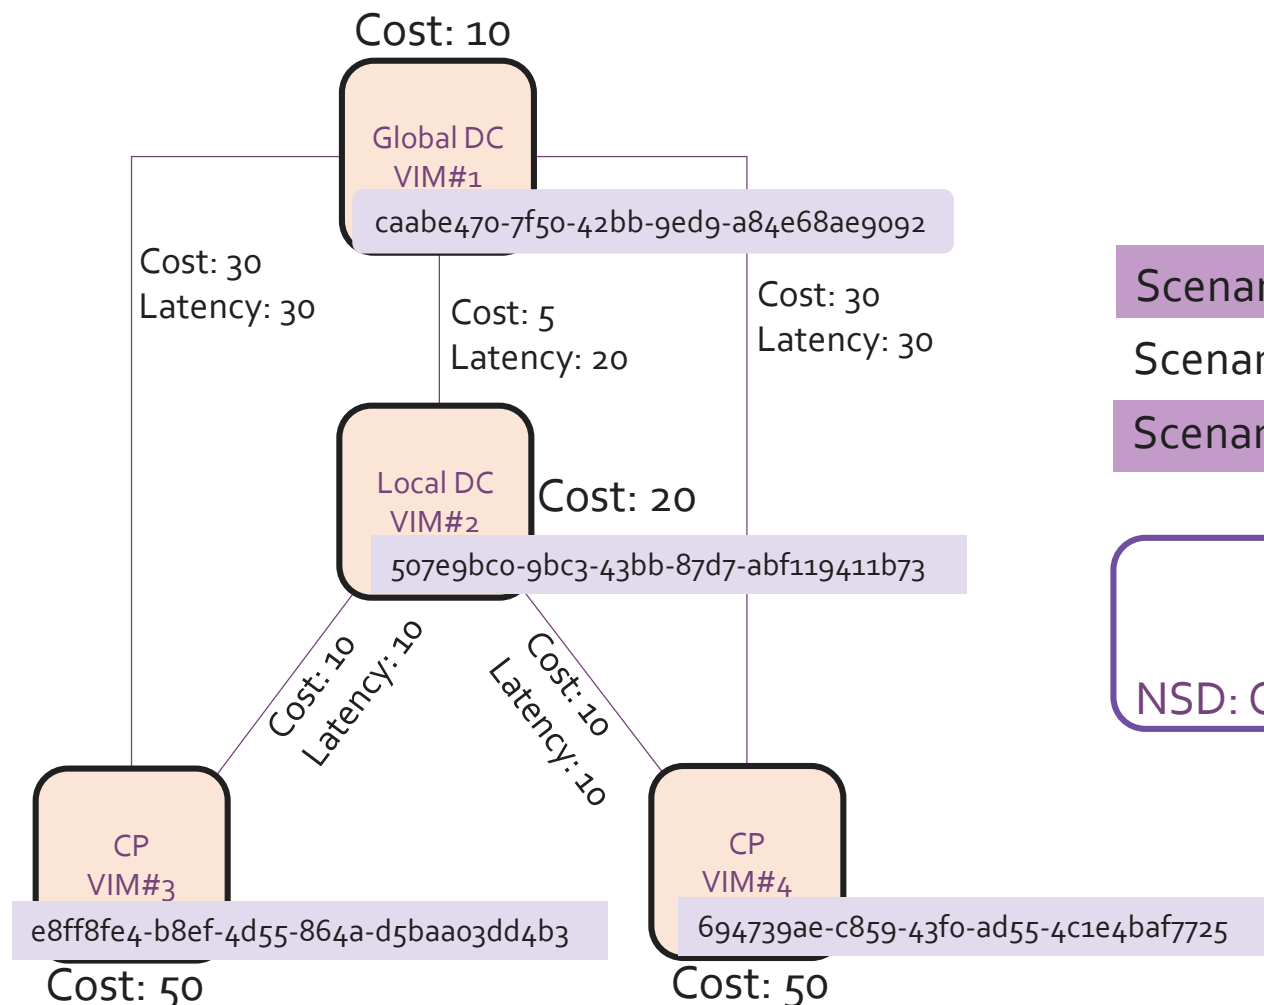 Cost: 10
Global DC
VIM#1
caabe470-7f50-42bb-9ed9-a84e68ae9092
Cost: 30
Latency: 30
Cost: 5
Latency: 20
Cost: 30
Latency: 30
Local DC
VIM#2
Cost: 20
507e9bc0-9bc3-43bb-87d7-abf119411b73
Cost: 10
Latency: 10
Cost: 10
Latency: 10
CP
VIM#3
e8ff8fe4-b8ef-4d55-864a-d5baa03dd4b3
Cost: 50
CP
VIM#4
694739ae-c859-43f0-ad55-4c1e4baf7725
Cost: 50
NSD: